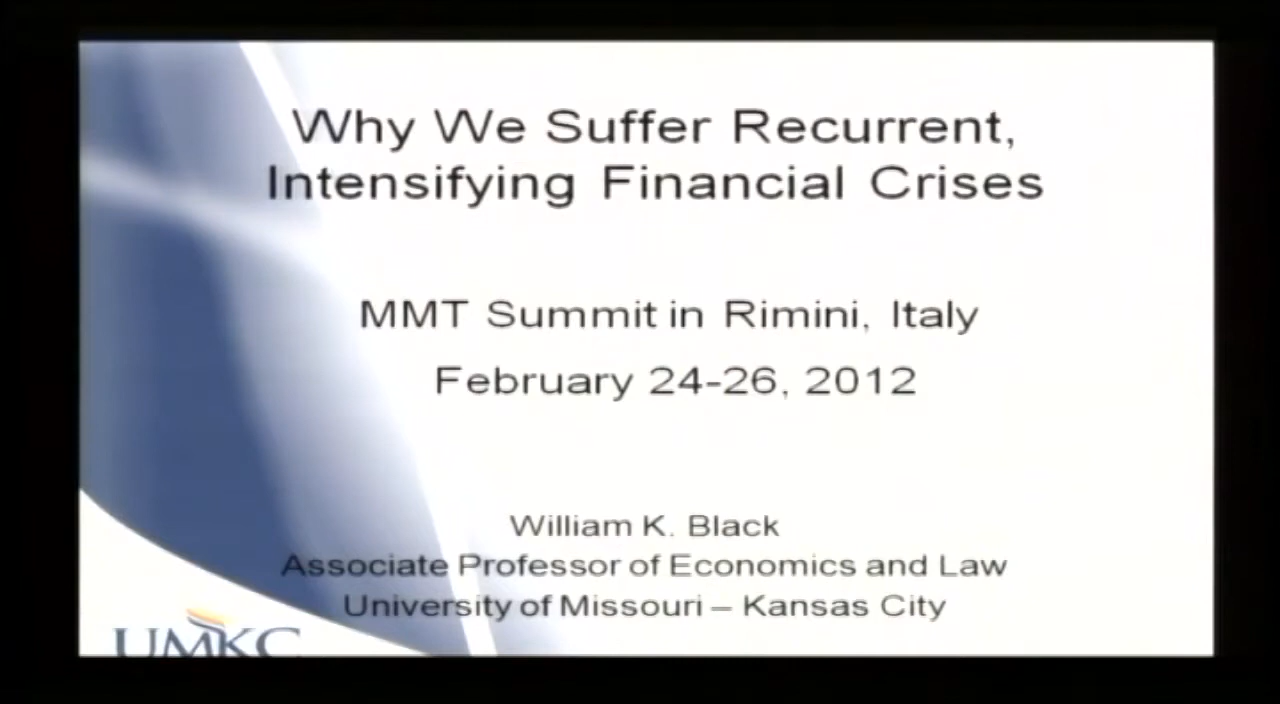 Why We Suffer Recurrent,
Intensifying Financial Crises
MMT Summit in Rimini, Italy
February 24-26, 2012
William K. Black
Associate Professor of Economics and Law
University of Missouri – Kansas City
UMKC